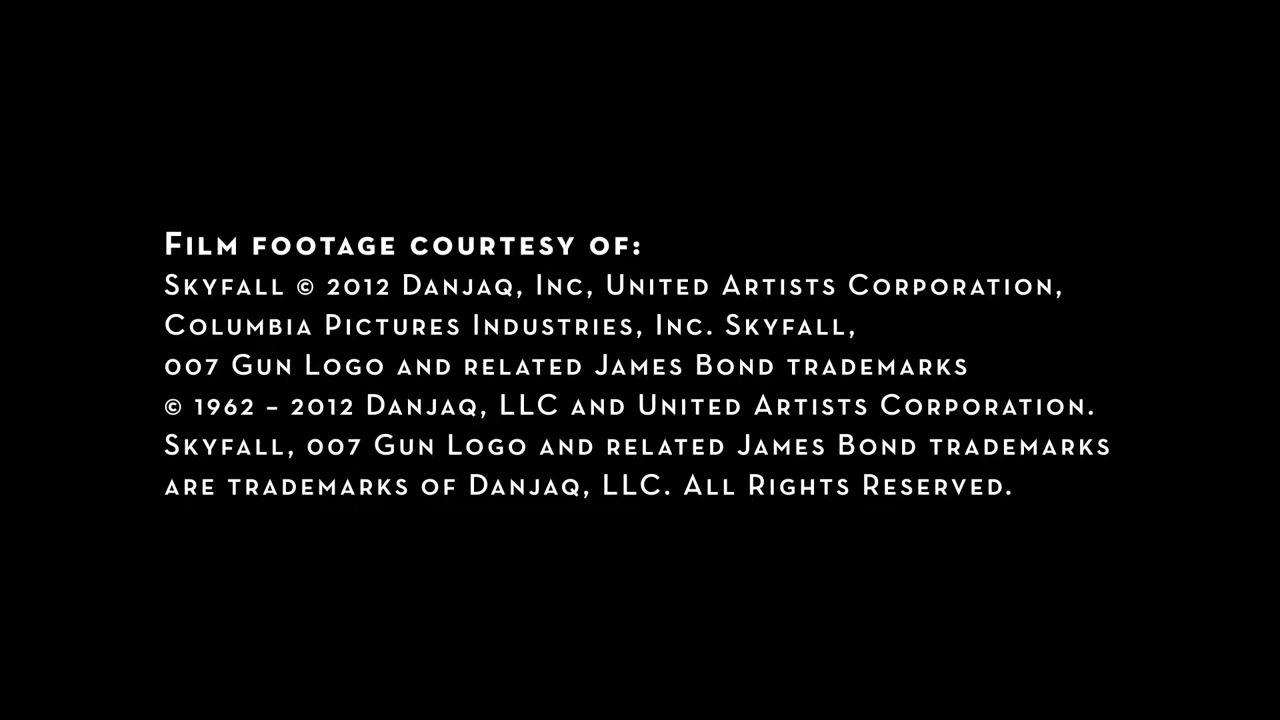 Film footage courtesy of:
Skyfall © 2012 Danjaq, Inc, United Artists Corporation,
Columbia Pictures Industries, Inc. Skyfall,
007 Gun Logo and related James Bond trademarks
© 1962 – 2012 Danjaq, LLC and United Artists Corporation.
Skyfall, 007 Gun Logo and related James Bond trademarks
are trademarks of Danjaq, LLC. All Rights Reserved.